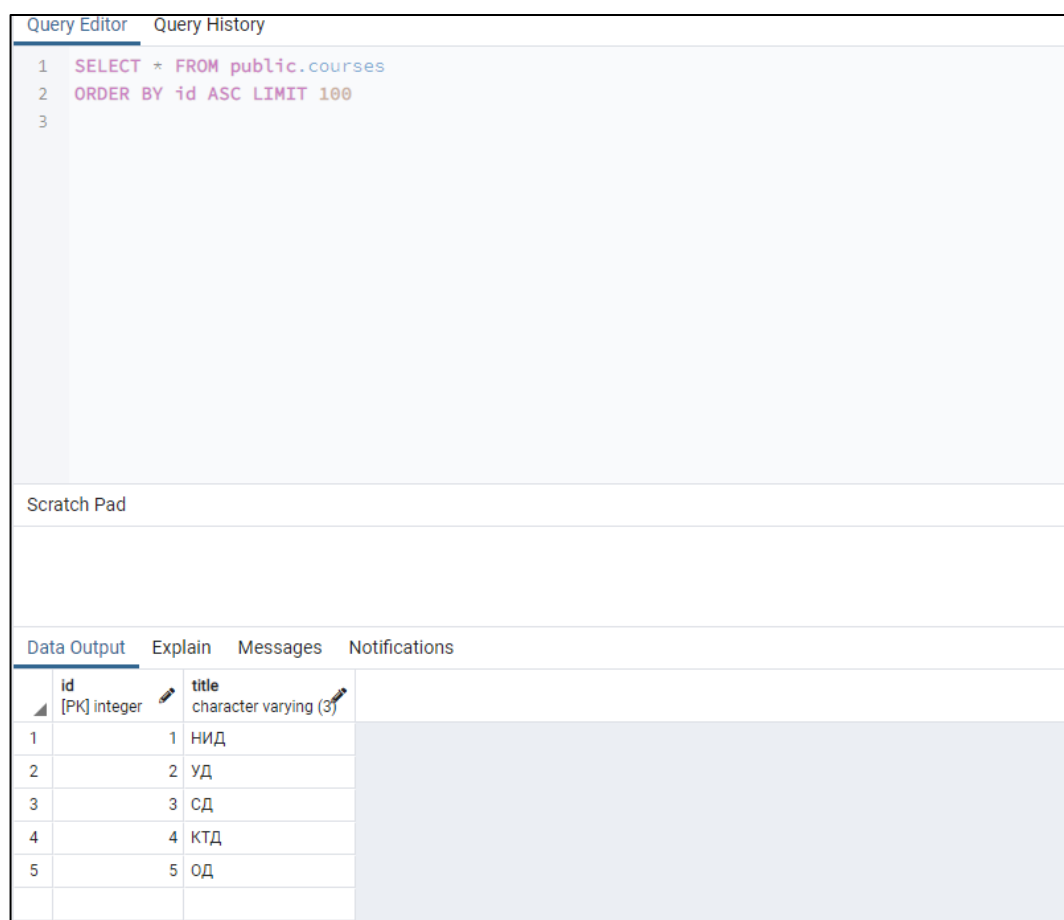 Query Editor Query History
1 SELECT * FROM public.courses
2 ORDER BY id ASC LIMIT 100
3
Scratch Pad
Data Output Explain Messages Notifications
id title
[PK] integer character varying (3)
1 1 НИД
2 2 УД
3 3 СД
4 4 КТД
5 5 ОД